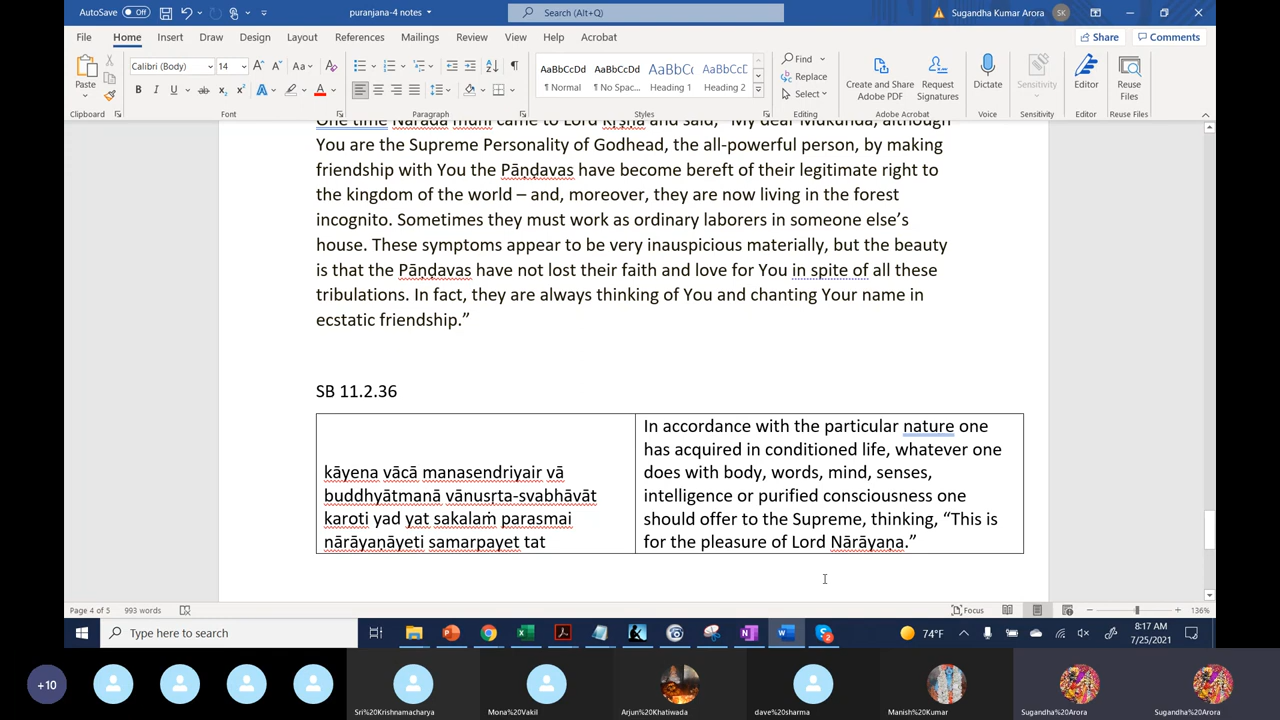 AutoSave Off puranjana-4 notes Search (Alt+Q) Sugandha Kumar Arora SK
File Home Insert Draw Design Layout References Mailings Review View Help Acrobat Share Comments
Paste Calibri (Body) 14 Find Replace Select
AaBbCcDd AaBbCcDd AaBbCc AaBbCcD
¶ Normal ¶ No Spac... Heading 1 Heading 2
Create and Share Adobe PDF Request Signatures Dictate Sensitivity Editor Reuse Files
Clipboard Font Paragraph Styles Editing Adobe Acrobat Voice Sensitivity Editor Reuse Files
One time Nārada muni came to Lord Kṛṣṇa and said, “My dear Mukunda, although
You are the Supreme Personality of Godhead, the all-powerful person, by making
friendship with You the Pāṇḍavas have become bereft of their legitimate right to
the kingdom of the world – and, moreover, they are now living in the forest
incognito. Sometimes they must work as ordinary laborers in someone else’s
house. These symptoms appear to be very inauspicious materially, but the beauty
is that the Pāṇḍavas have not lost their faith and love for You in spite of all these
tribulations. In fact, they are always thinking of You and chanting Your name in
ecstatic friendship.”
SB 11.2.36
kāyena vācā manasendriyair vā
buddhyātmanā vānusṛta-svabhāvāt
karoti yad yat sakalaṁ parasmai
nārāyaṇāyeti samarpayet tat
In accordance with the particular nature one
has acquired in conditioned life, whatever one
does with body, words, mind, senses,
intelligence or purified consciousness one
should offer to the Supreme, thinking, “This is
for the pleasure of Lord Nārāyaṇa.”
Page 4 of 5 993 words Focus 136%
Type here to search 74°F 8:17 AM
7/25/2021
+10 Sri%20Krishnamacharya Mona%20Vakil Arjun%20Khatiwada dave%20sharma Manish%20Kumar Sugandha%20Arora Sugandha%20Arora